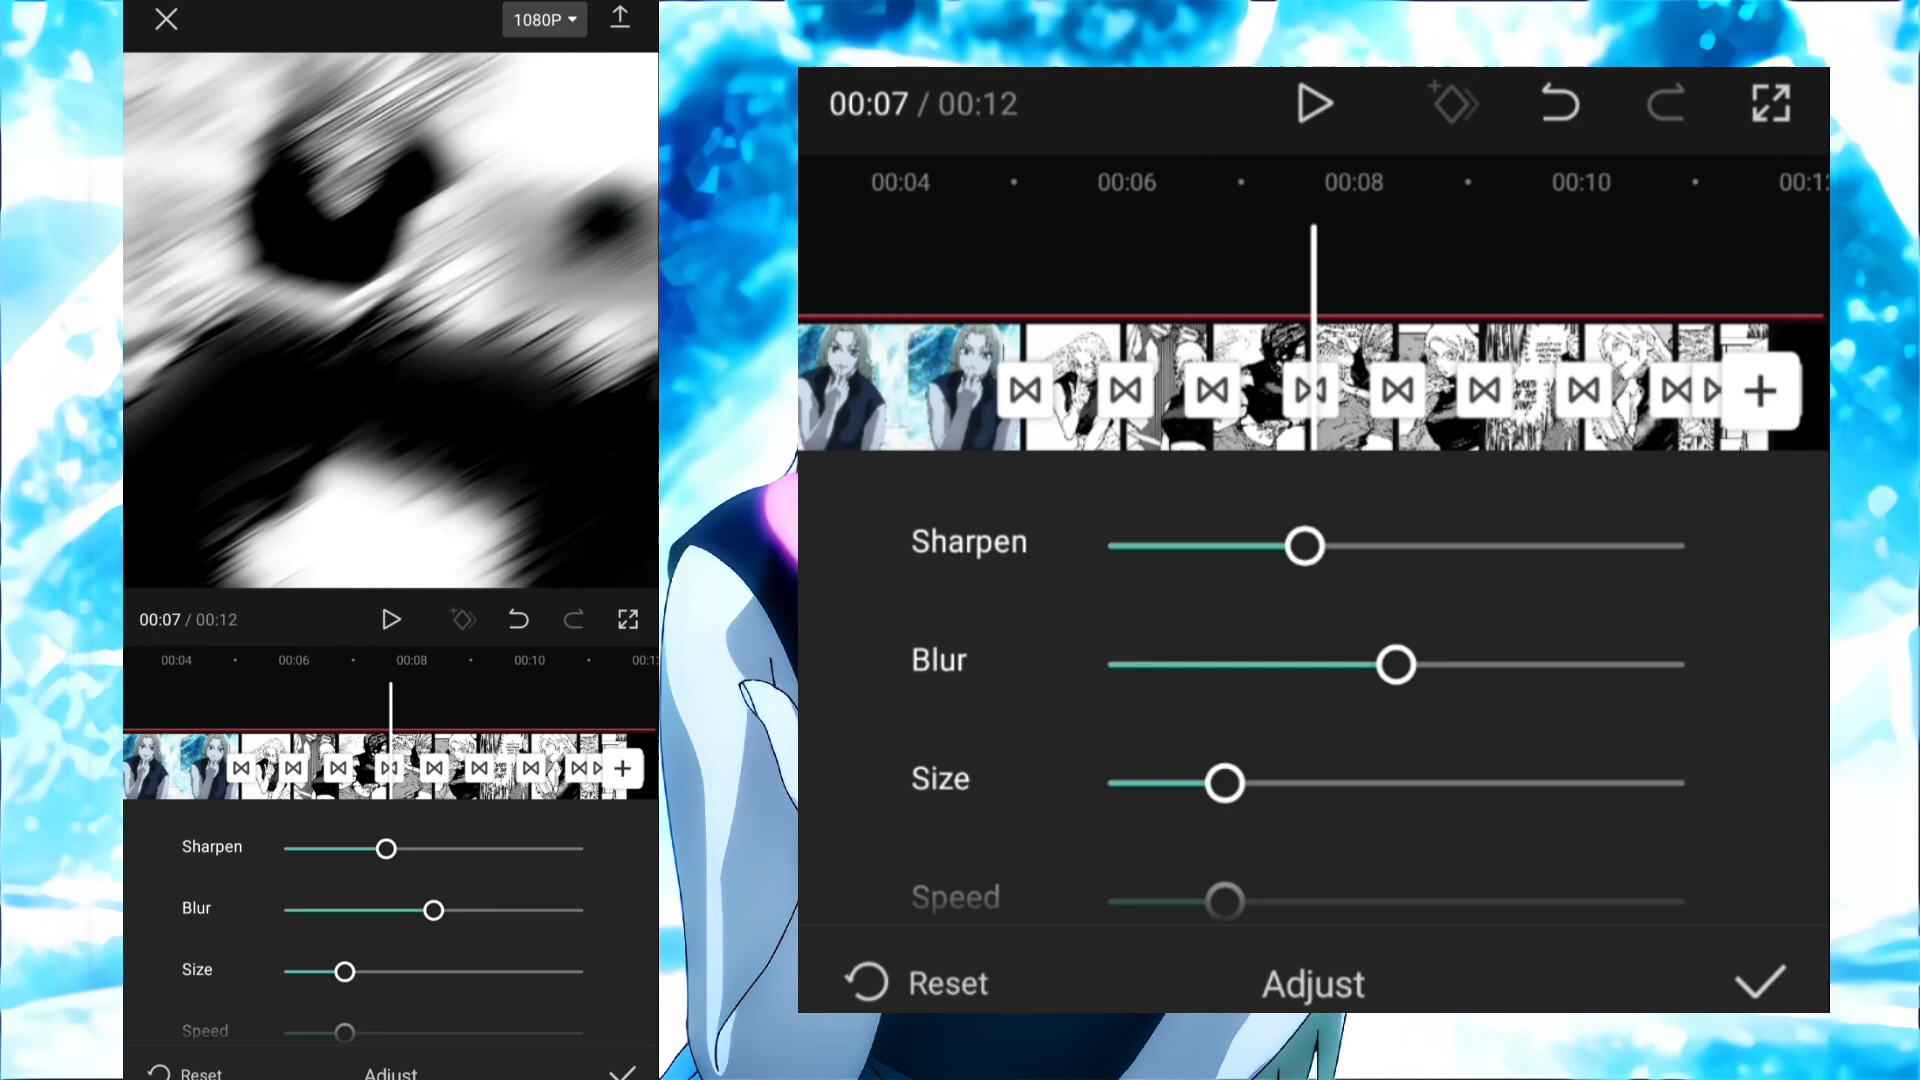 1080P
00:07 / 00:12
00:04 00:06 00:08 00:10
Sharpen
Blur
Size
Speed
Reset Adjust
00:07 / 00:12
00:04 00:06 00:08 00:10
Sharpen
Blur
Size
Speed
Reset Adjust